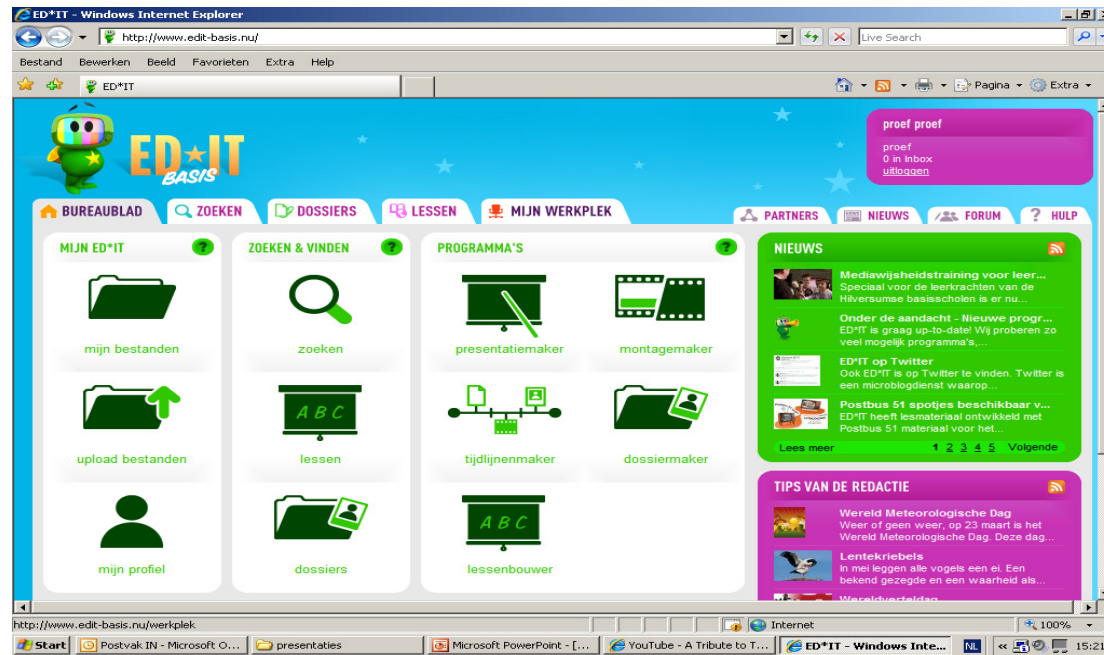 ED*IT - Windows Internet Explorer
http://www.edit-basis.nu/
Live Search
Bestand Bewerken Beeld Favorieten Extra Help
ED*IT
Pagina Extra
ED IT
BASIS
proef proef
proef
0 in Inbox
uitloggen
BUREAUBLAD ZOEKEN DOSSIERS LESSEN MIJN WERKPLEK
PARTNERS NIEUWS FORUM ? HULP
MIJN ED*IT ?
mijn bestanden
upload bestanden
mijn profiel
ZOEKEN & VINDEN ?
zoeken
A B C
lessen
dossiers
PROGRAMMA'S ?
presentatiemaker montagemaker
tijdlijnenmaker dossiermaker
A B C
lessenbouwer
NIEUWS
Mediawijsheidstraining voor leer...
Speciaal voor de leerkrachten van de
Hilversumse basisscholen is er nu...
Onder de aandacht - Nieuwe progr...
ED*IT is graag up-to-date! Wij proberen zo
veel mogelijk programma's,...
ED*IT op Twitter
Ook ED*IT is op Twitter te vinden. Twitter is
een microblogdienst waarop...
Postbus 51 spotjes beschikbaar v...
ED*IT heeft lesmateriaal ontwikkeld met
Postbus 51 materiaal voor het...
Lees meer 1 2 3 4 5 Volgende
TIPS VAN DE REDACTIE
Wereld Meteorologische Dag
Weer of geen weer, op 23 maart is het
Wereld Meteorologische Dag. Deze dag...
Lentekriebels
In mei leggen alle vogels een ei. Een
bekend gezegde en een waarheid als...
Wereldverteldag
http://www.edit-basis.nu/werkplek
Internet
100%
Start Postvak IN - Microsoft O... presentaties Microsoft PowerPoint - [... YouTube - A Tribute to T... ED*IT - Windows Inte... NL « 15:21